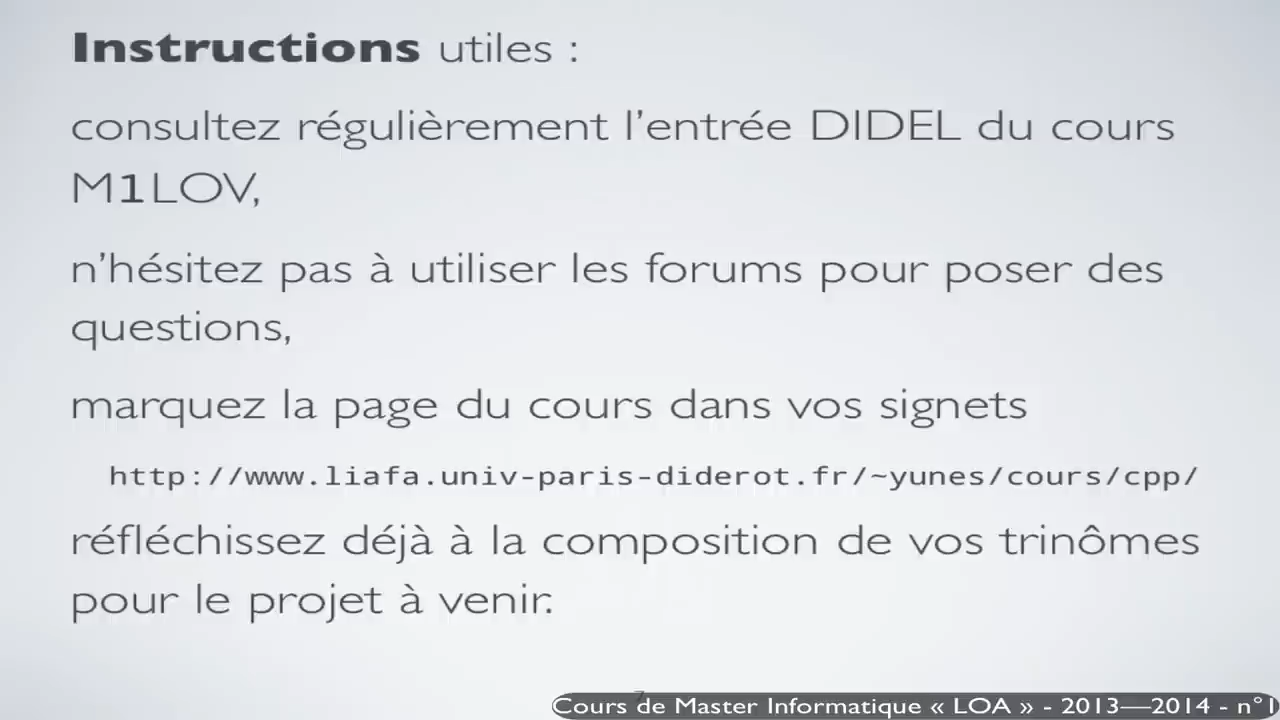 Instructions utiles :
consultez régulièrement l’entrée DIDEL du cours
M1LOV,
n’hésitez pas à utiliser les forums pour poser des
questions,
marquez la page du cours dans vos signets
http://www.liafa.univ-paris-diderot.fr/~yunes/cours/cpp/
réfléchissez déjà à la composition de vos trinômes
pour le projet à venir.
7
Cours de Master Informatique « LOA » - 2013—2014 - n°1